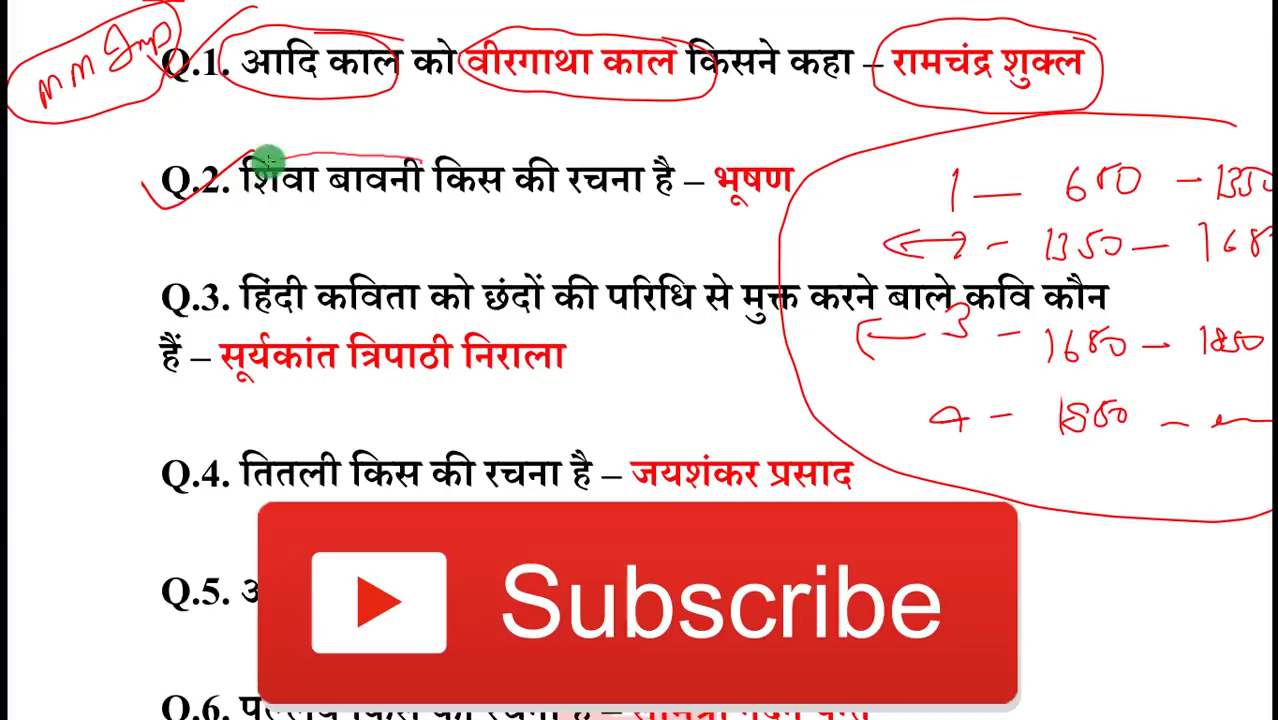 M M Imp
Q.1. आदि काल को वीरगाथा काल किसने कहा – रामचंद्र शुक्ल
Q.2. शिवा बावनी किस की रचना है – भूषण
1 — 650 - 1350
2 - 1350 - 1650
Q.3. हिंदी कविता को छंदों की परिधि से मुक्त करने बाले कवि कौन
3 - 1650 - 1850
हैं – सूर्यकांत त्रिपाठी निराला
4 - 1850 -
Q.4. तितली किस की रचना है – जयशंकर प्रसाद
Q.5.
Subscribe
Q.6.